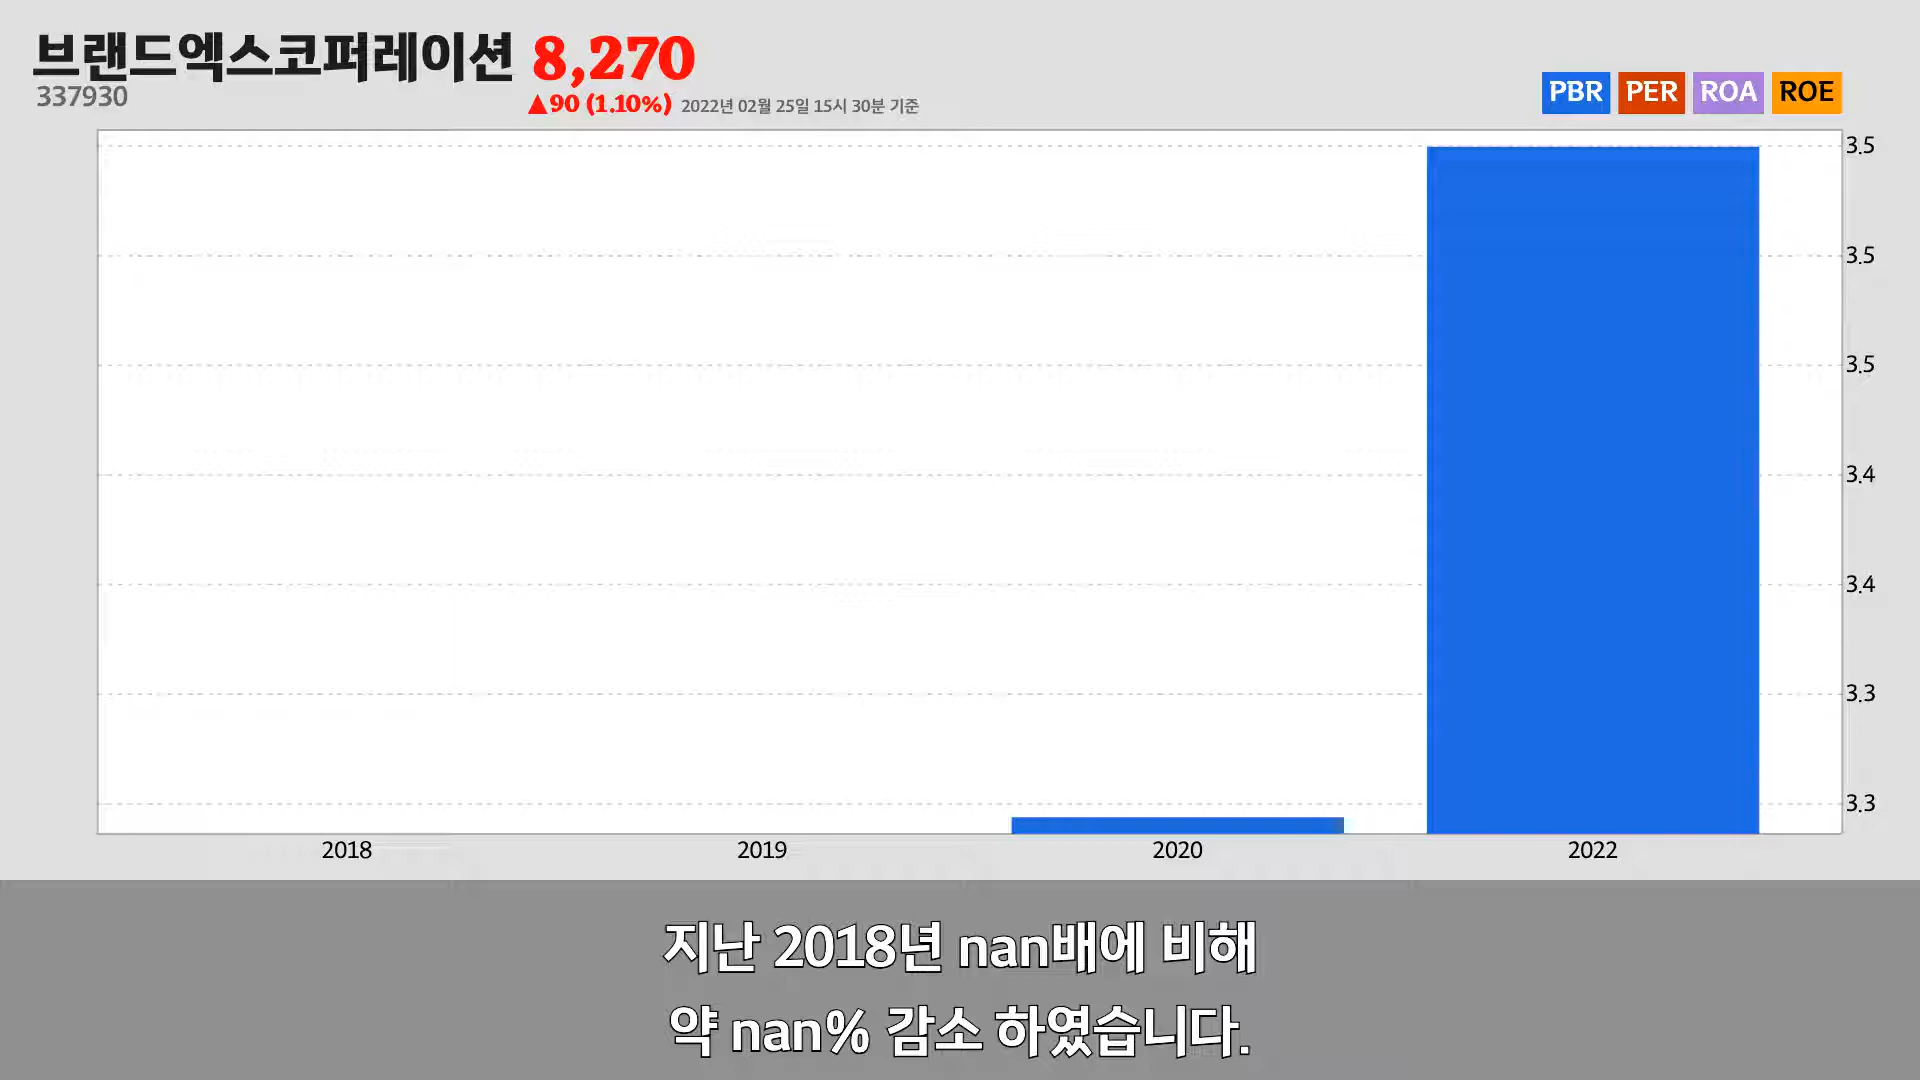 브랜드엑스코퍼레이션 8,270
337930
▲90 (1.10%) 2022년 02월 25일 15시 30분 기준
PBR PER ROA ROE
3.5
3.5
3.5
3.4
3.4
3.3
3.3
2018 2019 2020 2022
지난 2018년 nan배에 비해
약 nan% 감소 하였습니다.